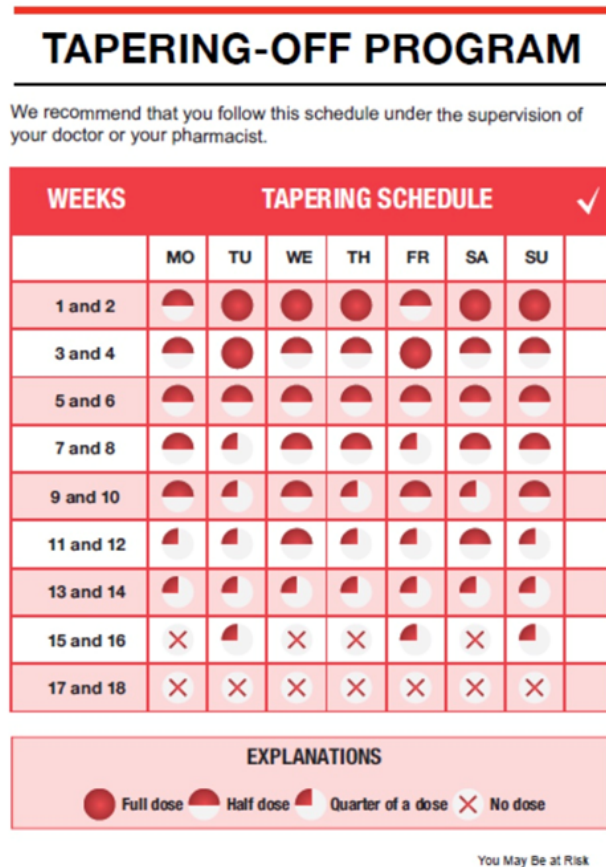 TAPERING-OFF PROGRAM
We recommend that you follow this schedule under the supervision of
your doctor or your pharmacist.
WEEKS TAPERING SCHEDULE ✓
MO TU WE TH FR SA SU
1 and 2
3 and 4
5 and 6
7 and 8
9 and 10
11 and 12
13 and 14
15 and 16
17 and 18
EXPLANATIONS
Full dose Half dose Quarter of a dose No dose
You May Be at Risk